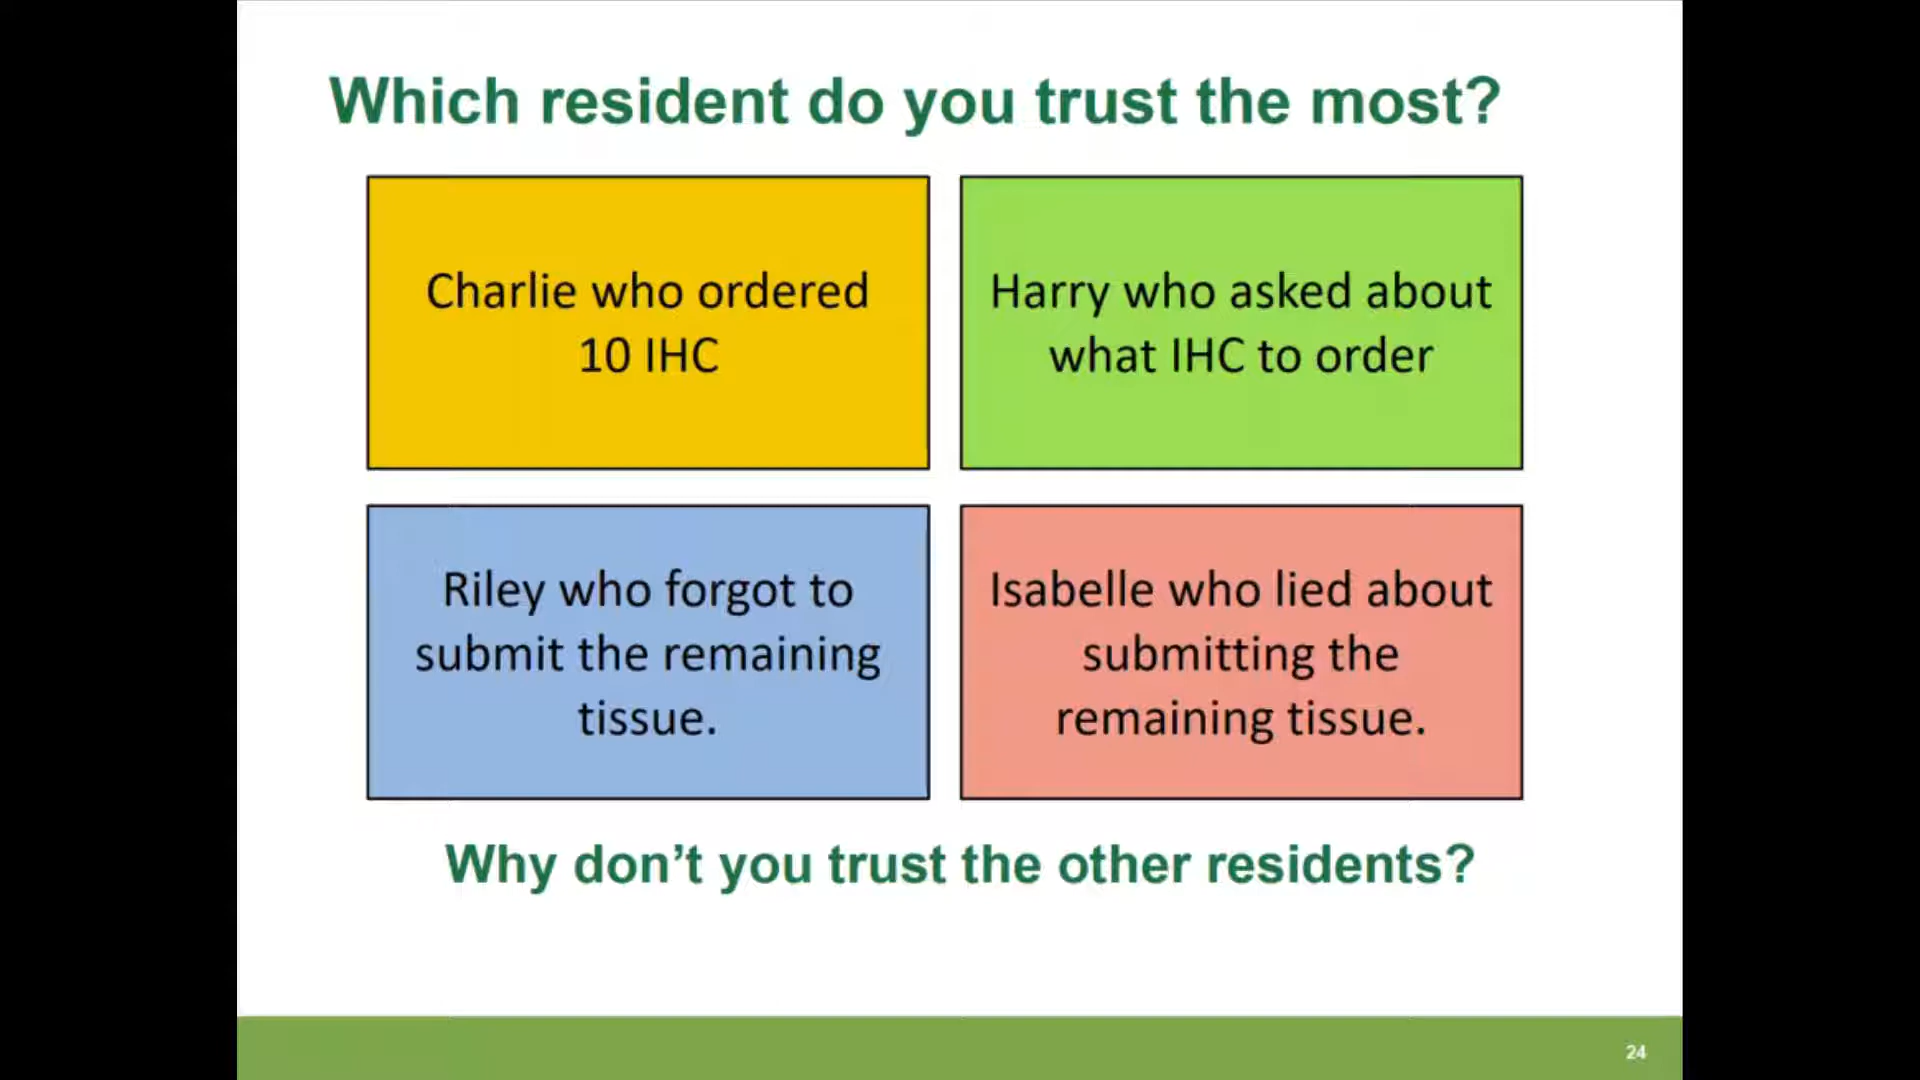 Which resident do you trust the most?
Charlie who ordered
10 IHC
Harry who asked about
what IHC to order
Riley who forgot to
submit the remaining
tissue.
Isabelle who lied about
submitting the
remaining tissue.
Why don’t you trust the other residents?
24